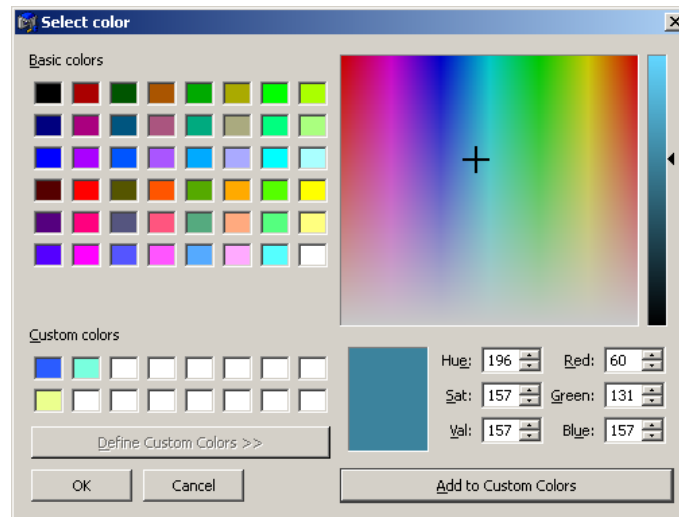 Select color
Basic colors
Custom colors
Define Custom Colors >>
OK
Cancel
Hue: 196
Red: 60
Sat: 157
Green: 131
Val: 157
Blue: 157
Add to Custom Colors